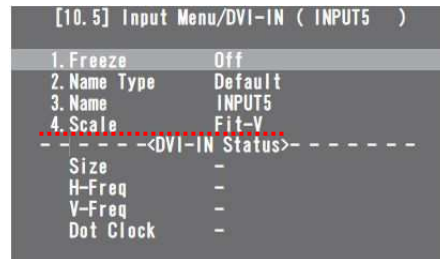 [10.5] Input Menu/DVI-IN ( INPUT5 )
1.Freeze Off
2.Name Type Default
3.Name INPUT5
4.Scale Fit-V
- - - - - -<DVI-IN Status>- - - - - - -
Size -
H-Freq -
V-Freq -
Dot Clock -